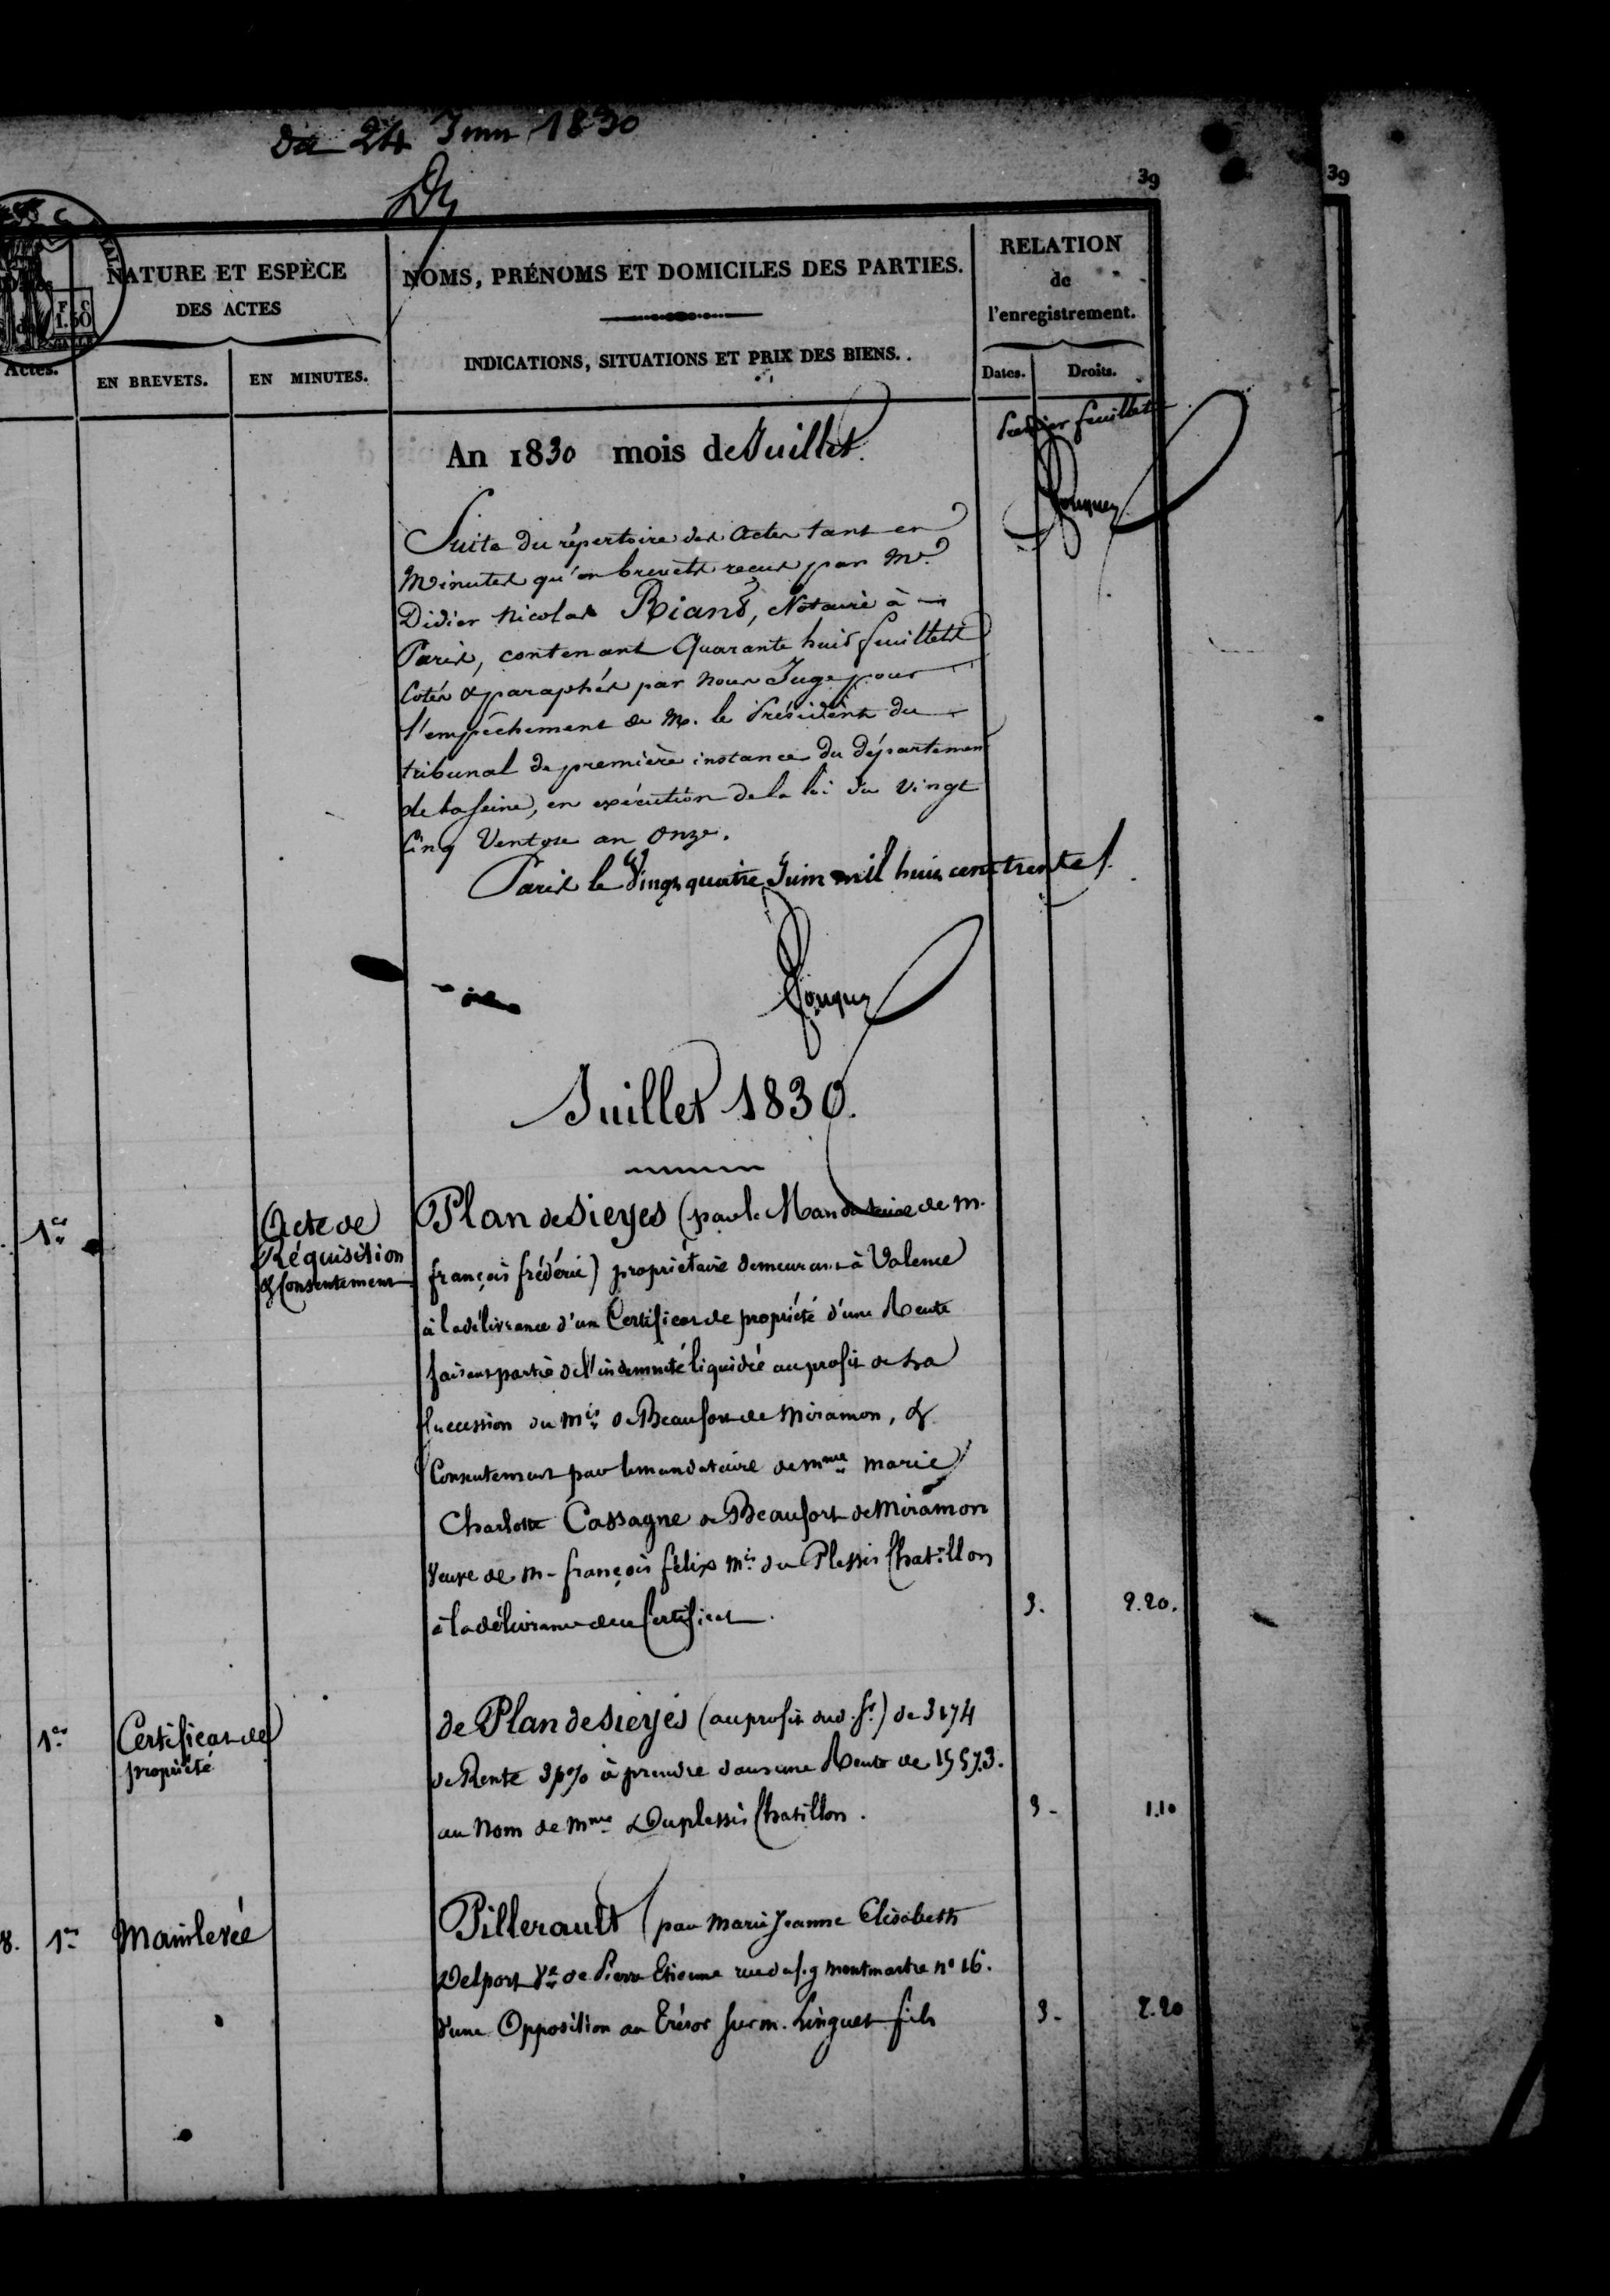 Du 24 Juin 1830
39
39
NATURE ET ESPÈCE
DES ACTES
NOMS, PRÉNOMS ET DOMICILES DES PARTIES.
RELATION
de
l'enregistrement.
INDICATIONS, SITUATIONS ET PRIX DES BIENS.
Actes.
EN BREVETS.
EN MINUTES.
Dates.
Droits.
F. C
1.50
An 1830 mois de Juillet.
feuillet
Suite du répertoire des actes tant en
Minutes qu'en brevets reçus par Me.
Didier Nicolas Riant, Notaire à
Paris, contenant Quarante huit feuillets
Cotés & paraphés par nous Juge pour
l'empêchement de M. le Président du
tribunal de première instance du département
de la Seine, en exécution de la loi du vingt
Cinq Ventose an onze.
Paris le Vingt quatre Juin mil huit cent trente
Juillet 1830.
1er
Acte de
Réquisition
& Consentement
Plan de Sieyes (par le Mandataire de m.
françois frédéric) propriétaire demeurant à Valence
à la délivrance d'un Certificat de propriété d'une Rente
faisant partie de l'indemnité liquidée au profit de la
Succession du mis de Beaufort de Miramon, &
Consentement par le mandataire de mme marie
Charlotte Cassagne de Beaufort de Miramon
Veuve de m. françois félix mis du Plessis Chatillon
à la délivrance de ce Certificat.
3.
2.20.
1er
Certificat de
propriété
de Plan de Sieyes (au profit dud. Sr.) de 3174
de Rente 3p% à prendre dans une Rente de 15573.
au nom de mme Duplessis Chatillon.
3-
1.10
8.
1er
Mainlevée
Pillerault (par Marie Jeanne Elisabeth
Delport Ve de Pierre Etienne rue du f.g montmartre n° 16.
d'une Opposition au Trésor sur m. Linguet fils
3-
2.20